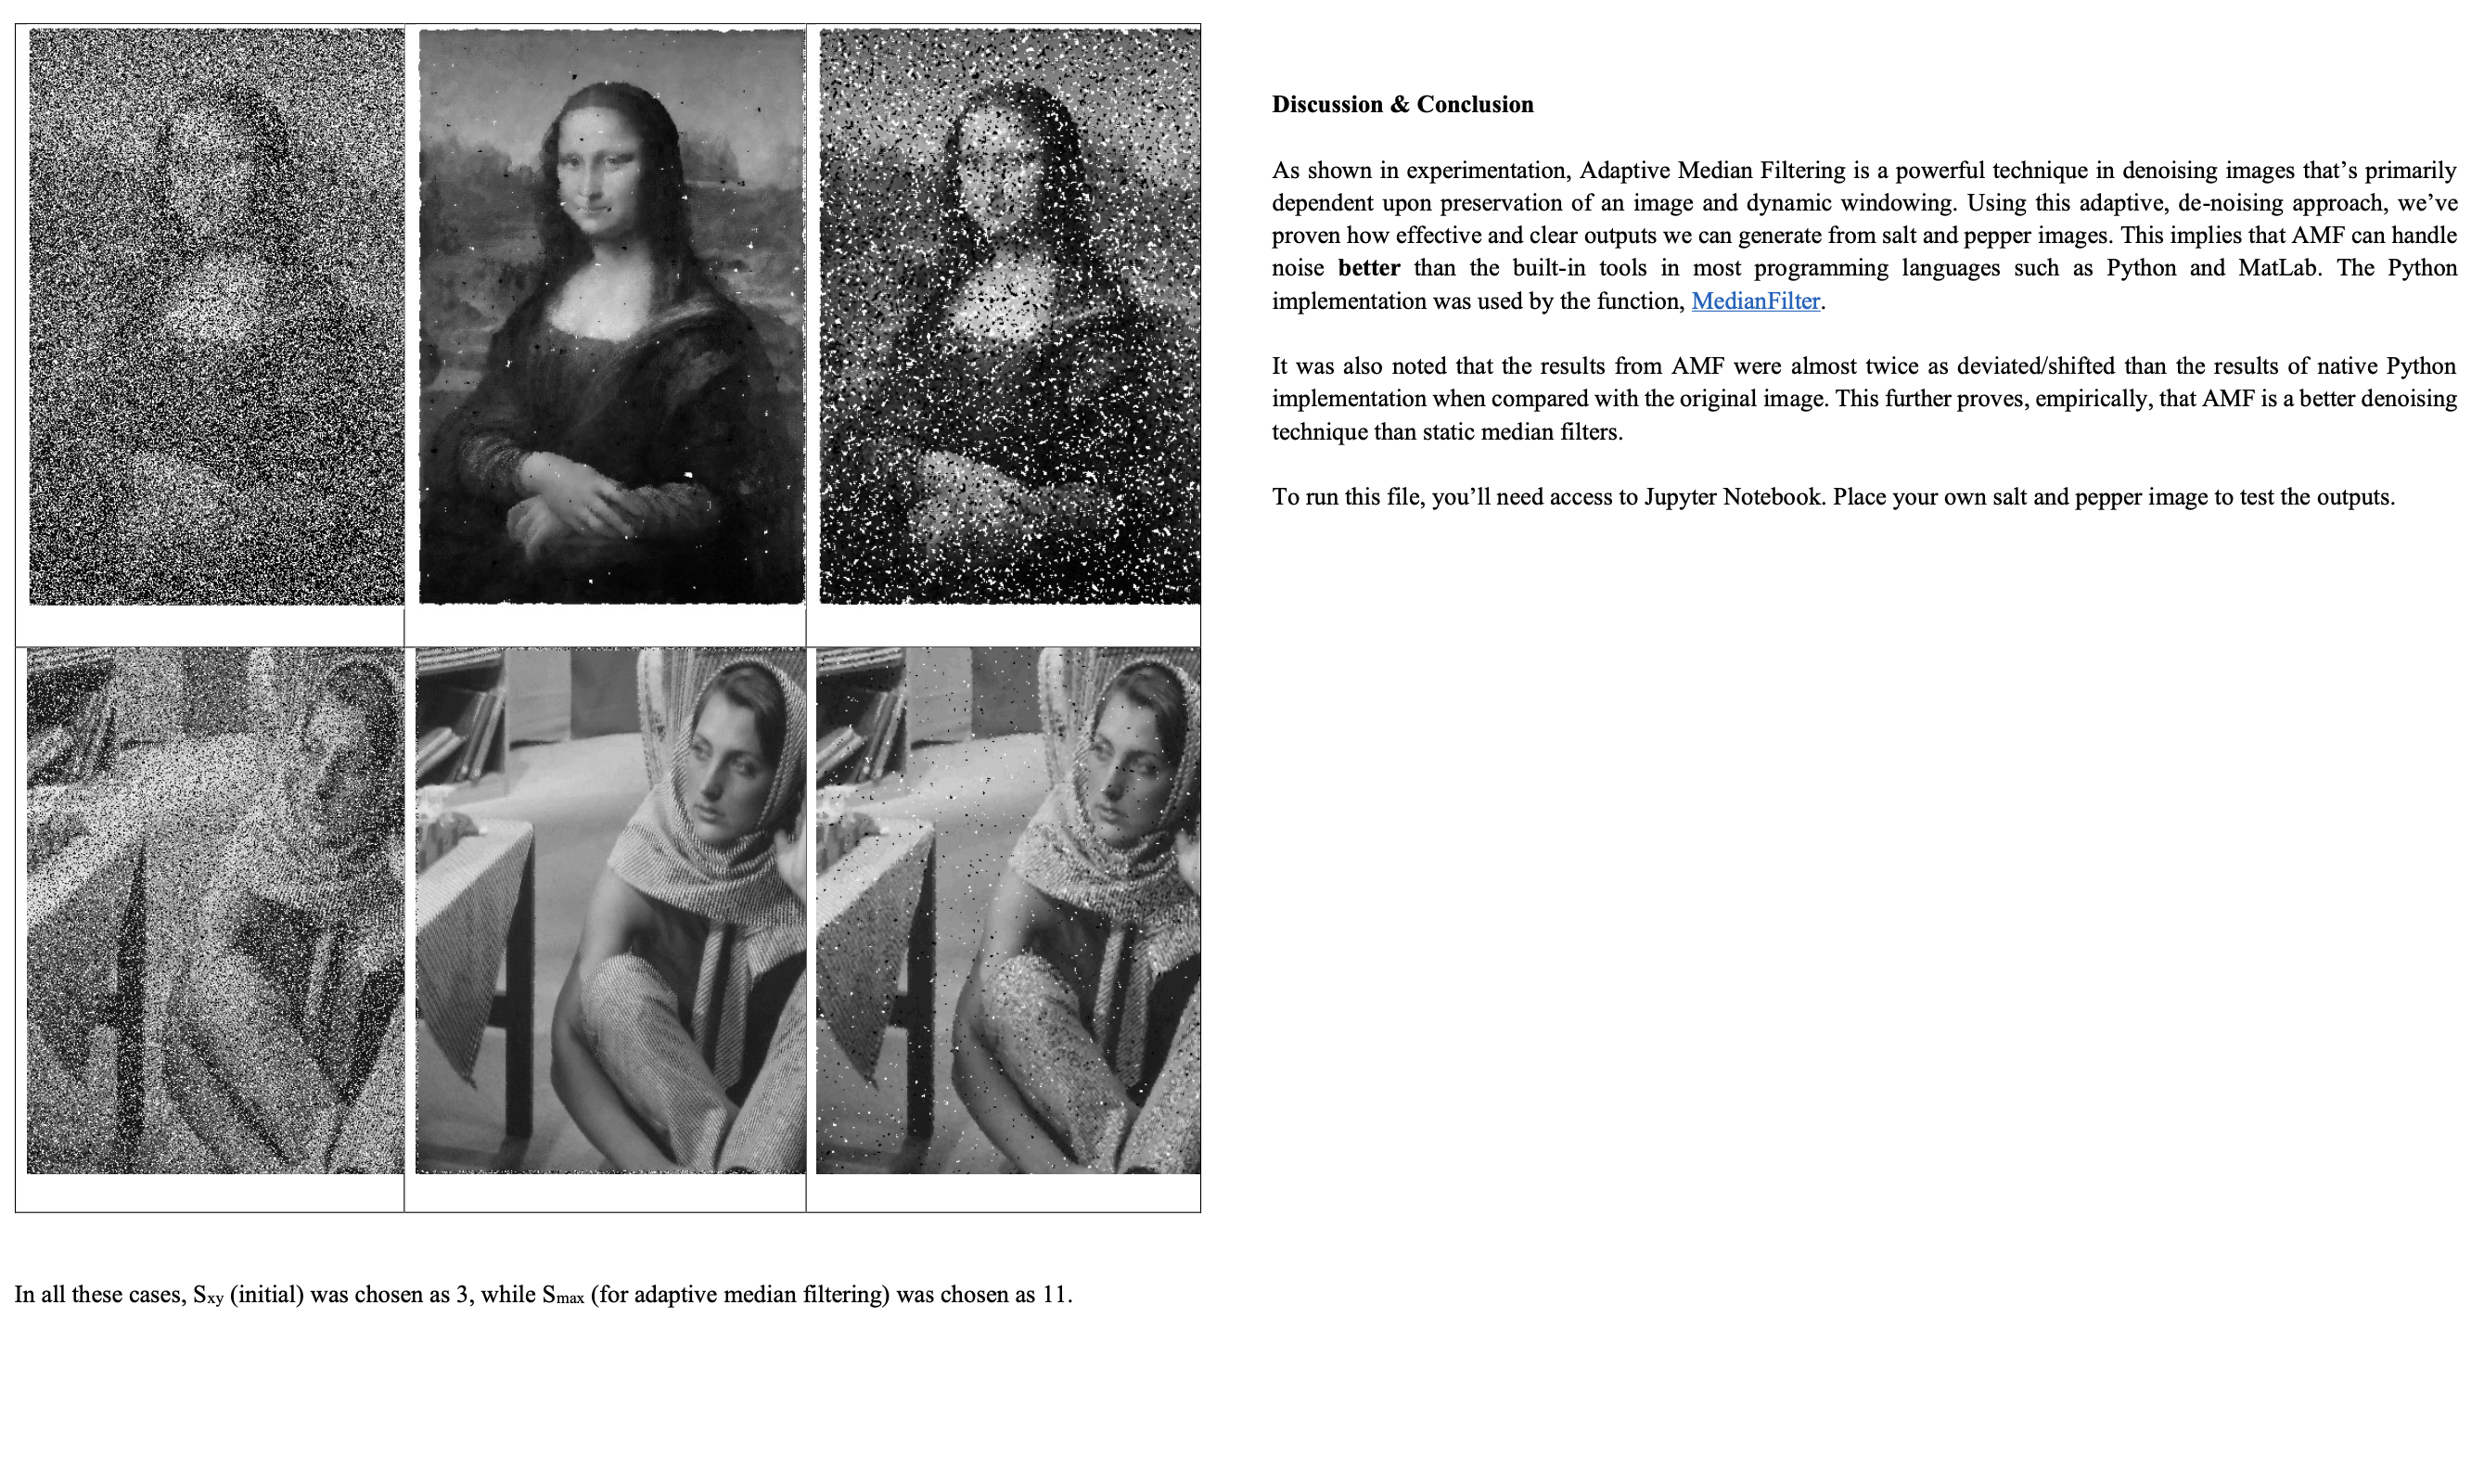 In all these cases, Sxy (initial) was chosen as 3, while Smax (for adaptive median filtering) was chosen as 11.
Discussion & Conclusion
As shown in experimentation, Adaptive Median Filtering is a powerful technique in denoising images that’s primarily
dependent upon preservation of an image and dynamic windowing. Using this adaptive, de-noising approach, we’ve
proven how effective and clear outputs we can generate from salt and pepper images. This implies that AMF can handle
noise better than the built-in tools in most programming languages such as Python and MatLab. The Python
implementation was used by the function, MedianFilter.
It was also noted that the results from AMF were almost twice as deviated/shifted than the results of native Python
implementation when compared with the original image. This further proves, empirically, that AMF is a better denoising
technique than static median filters.
To run this file, you’ll need access to Jupyter Notebook. Place your own salt and pepper image to test the outputs.